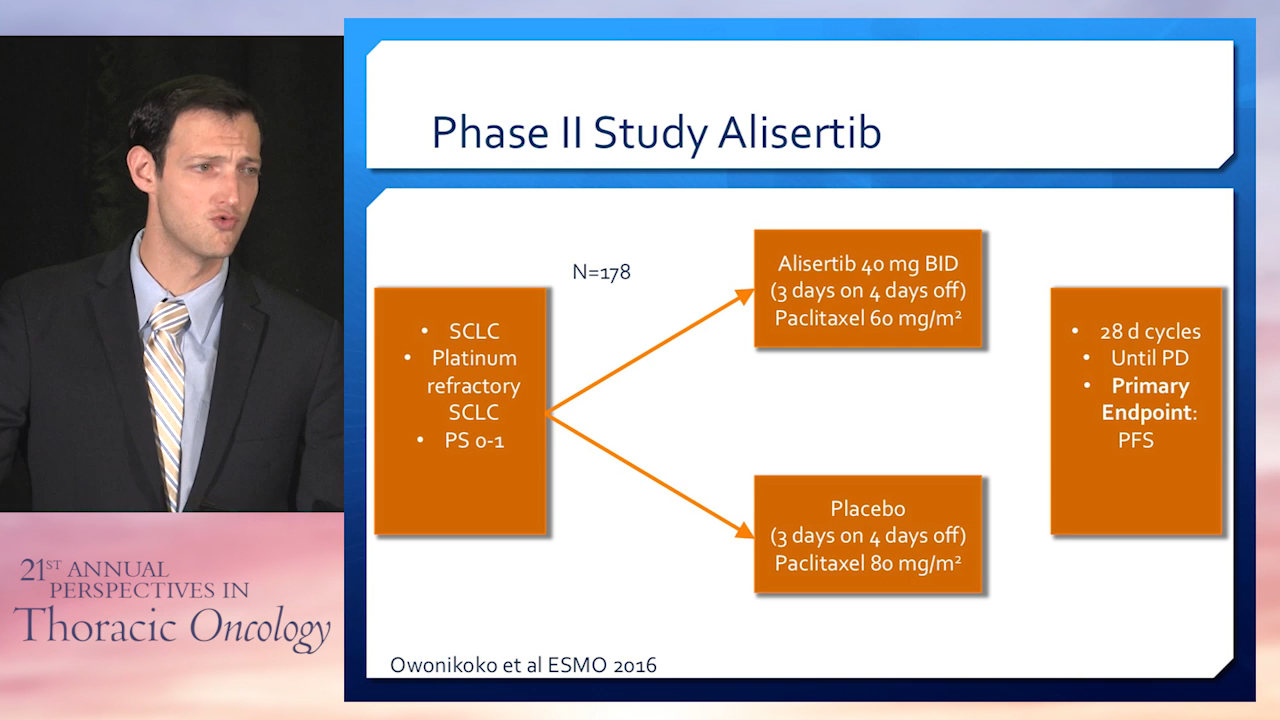 Phase II Study Alisertib
N=178
• SCLC
• Platinum
refractory
SCLC
• PS 0-1
Alisertib 40 mg BID
(3 days on 4 days off)
Paclitaxel 60 mg/m²
Placebo
(3 days on 4 days off)
Paclitaxel 80 mg/m²
• 28 d cycles
• Until PD
• Primary
Endpoint:
PFS
Owonikoko et al ESMO 2016
21ST ANNUAL
PERSPECTIVES IN
Thoracic Oncology